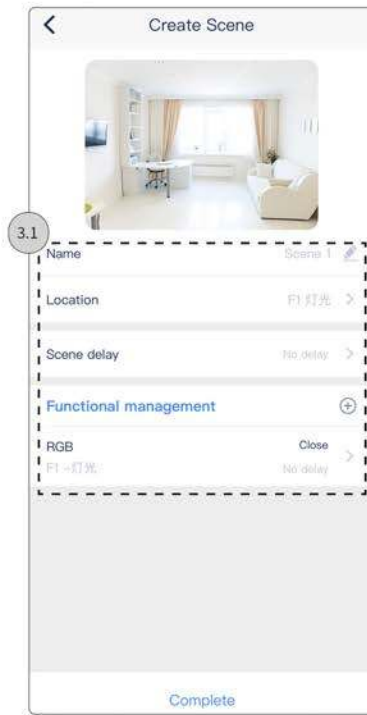 Create Scene
3.1
Name Scene 1
Location F1 灯光
Scene delay No delay
Functional management
RGB Close
F1 -灯光 No delay
Complete